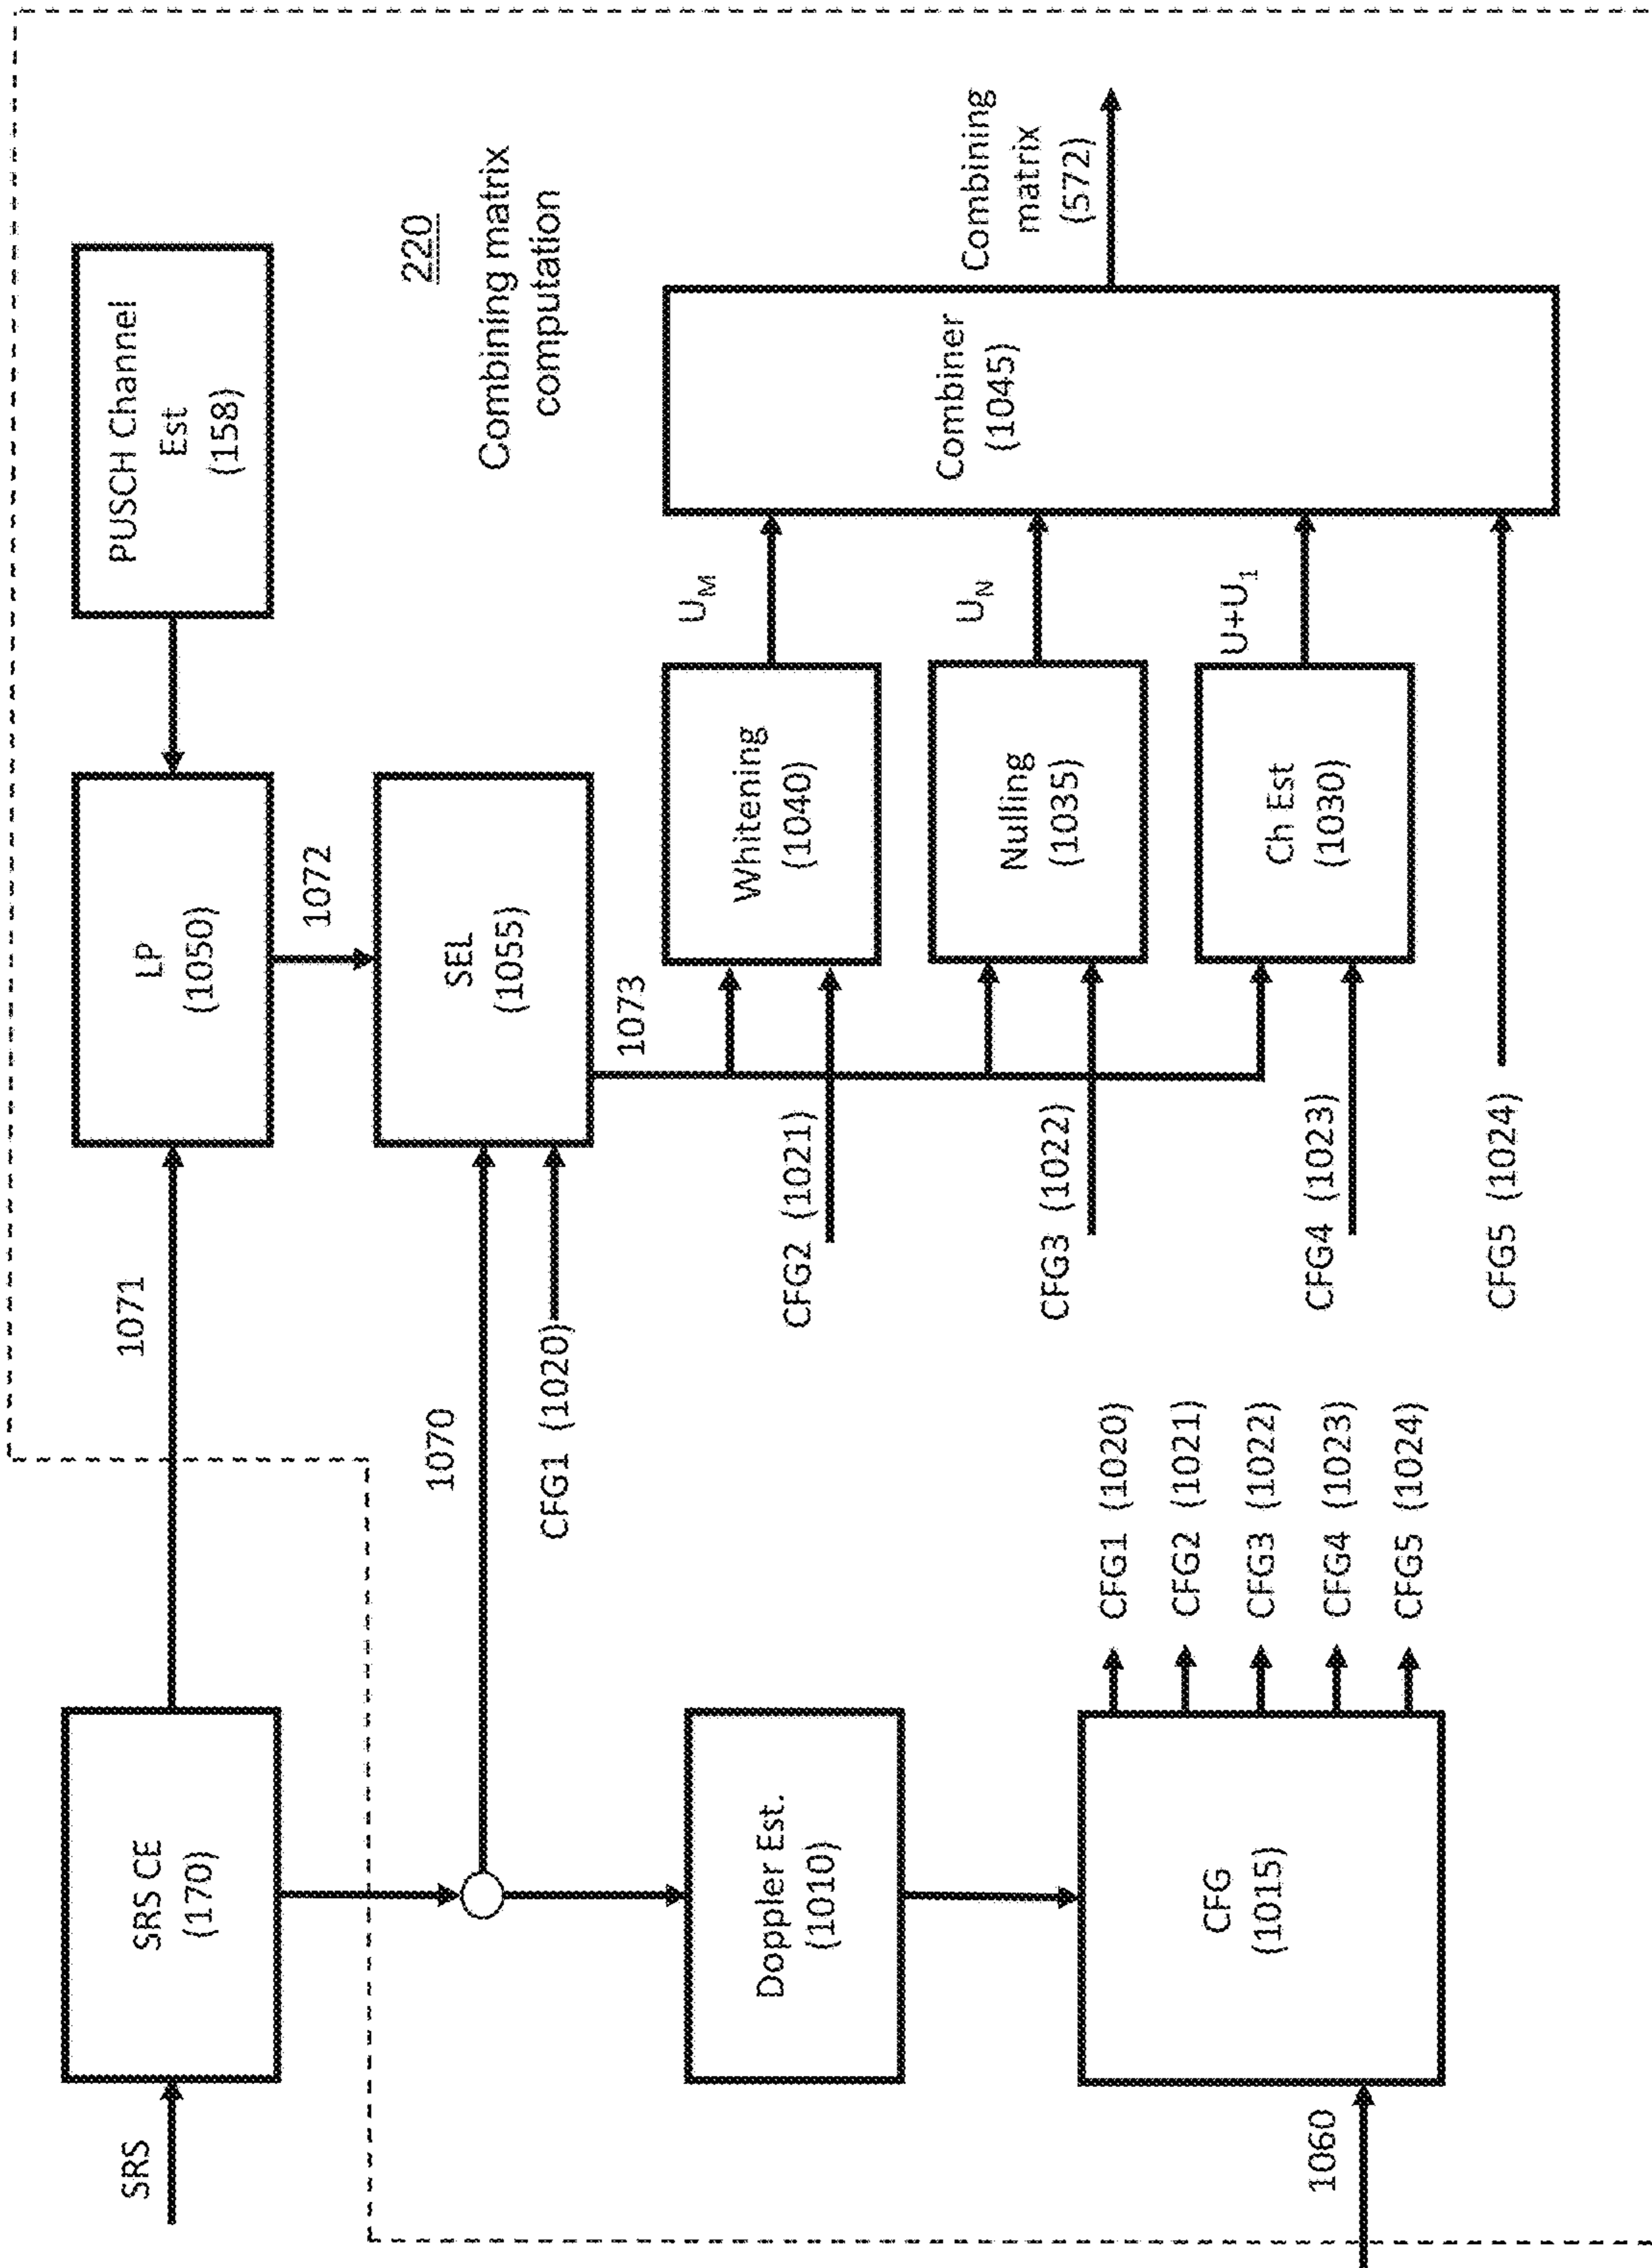 SRS
SRS CE
(170)
1071
LP
(1050)
PUSCH Channel
Est
(158)
1072
1070
CFG1 (1020)
SEL
(1055)
1073
220
Combining matrix
computation
Doppler Est.
(1010)
CFG2 (1021)
Whitening
(1040)
U_M
CFG3 (1022)
Nulling
(1035)
U_N
CFG4 (1023)
Ch Est
(1030)
U+U_1
CFG5 (1024)
Combiner
(1045)
Combining
matrix
(572)
1060
CFG
(1015)
CFG1 (1020)
CFG2 (1021)
CFG3 (1022)
CFG4 (1023)
CFG5 (1024)